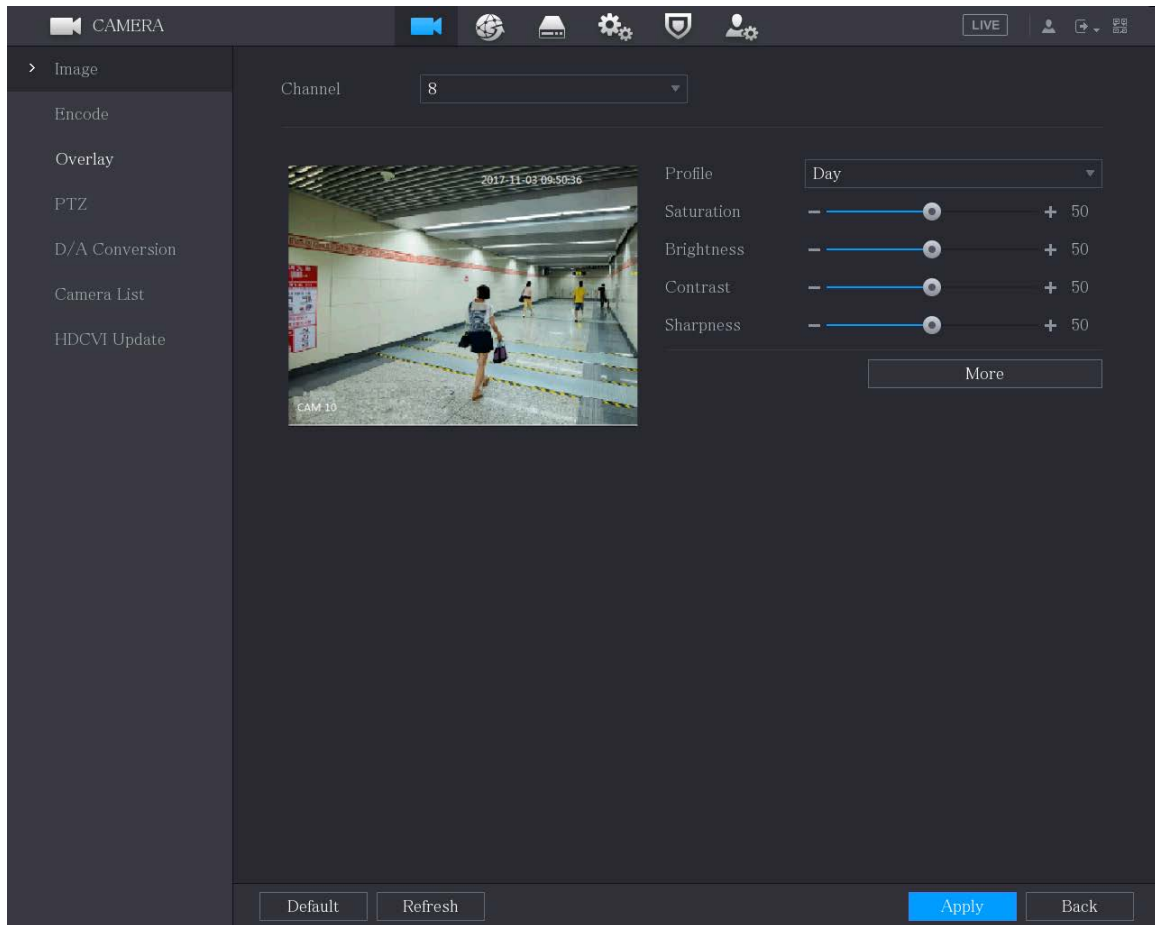 CAMERA
LIVE
Image
Encode
Overlay
PTZ
D/A Conversion
Camera List
HDCVI Update
Channel 8
2017-11-03 09:50:36
CAM 10
Profile Day
Saturation 50
Brightness 50
Contrast 50
Sharpness 50
More
Default Refresh Apply Back